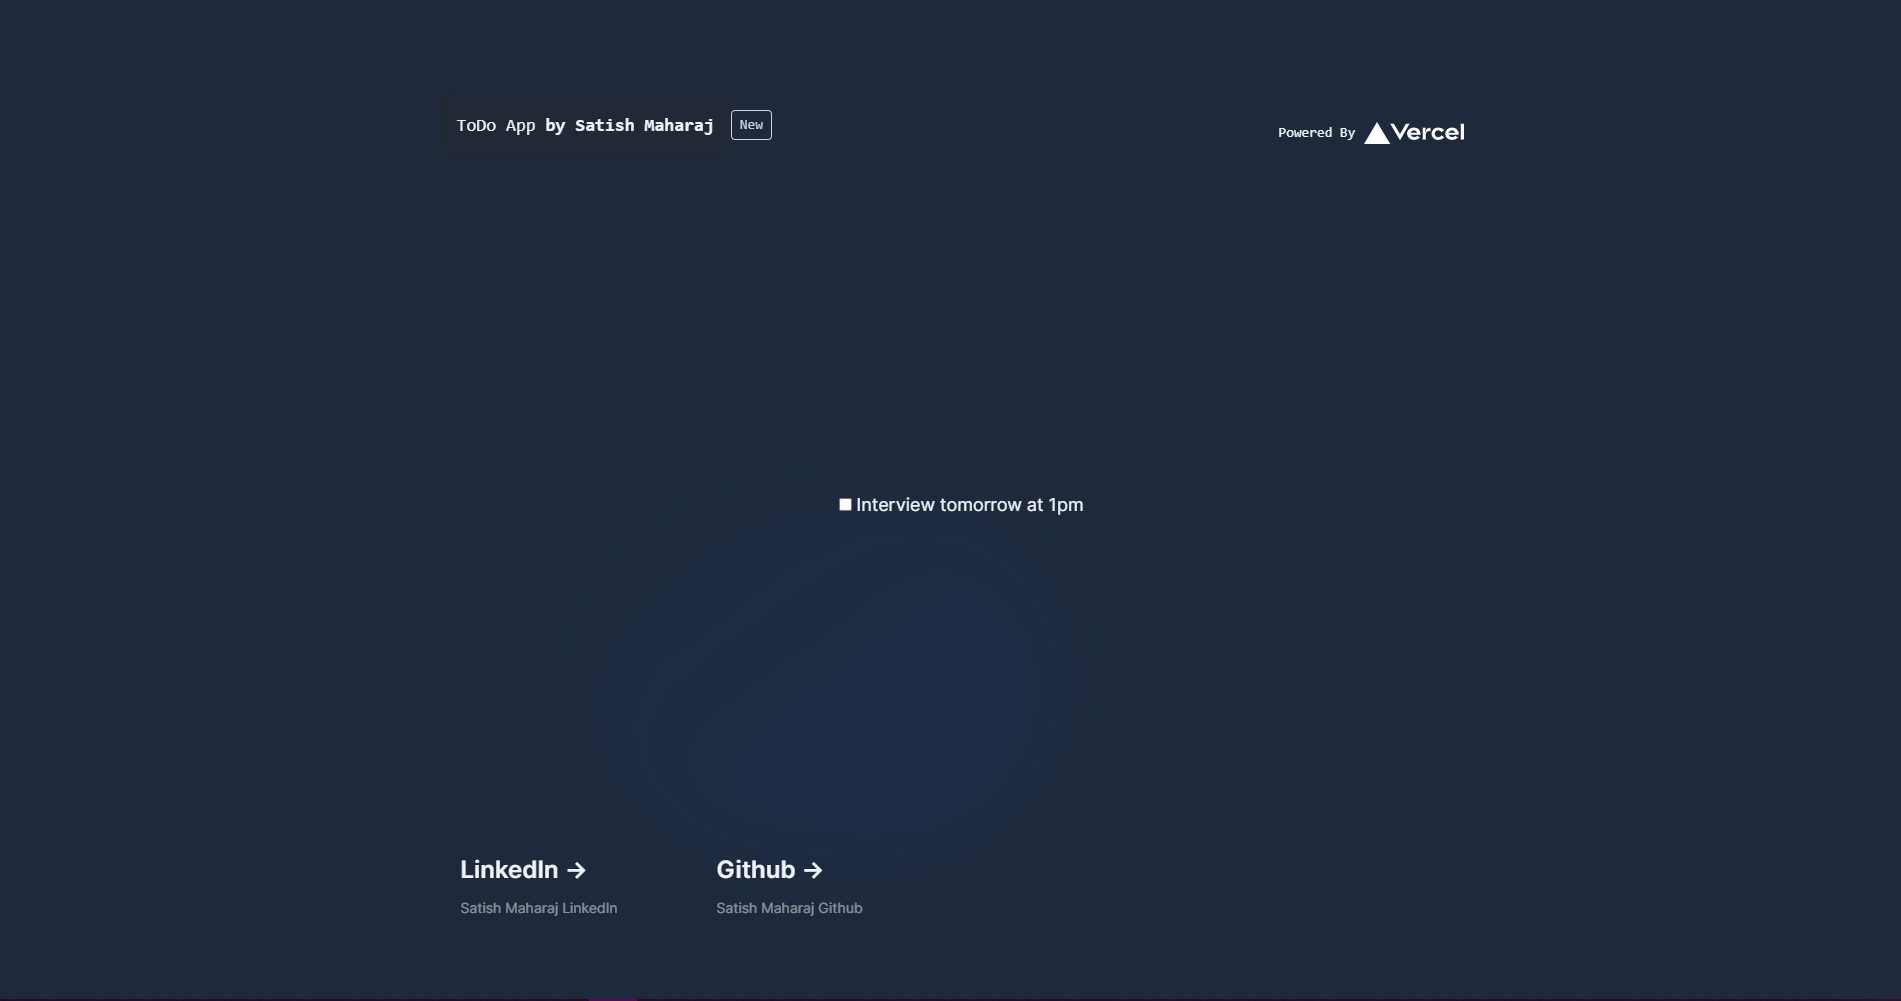 ToDo App by Satish Maharaj
New
Powered By Vercel
Interview tomorrow at 1pm
LinkedIn ->
Satish Maharaj LinkedIn
Github ->
Satish Maharaj Github